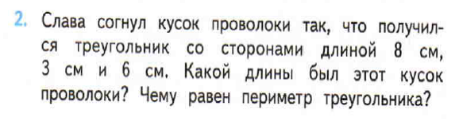 2. Слава согнул кусок проволоки так, что получил-
ся треугольник со сторонами длиной 8 см,
3 см и 6 см. Какой длины был этот кусок
проволоки? Чему равен периметр треугольника?